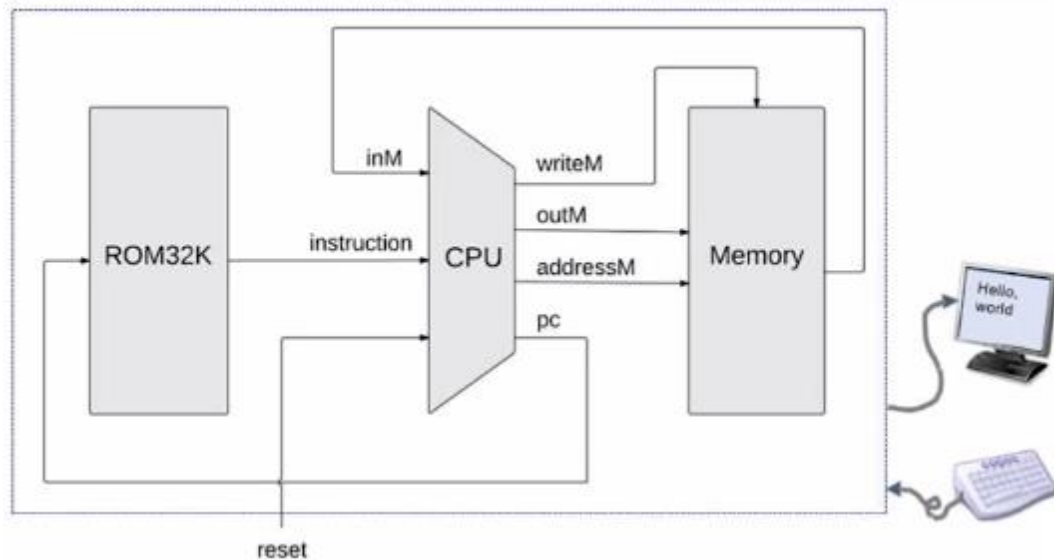 inM
writeM
outM
ROM32K
instruction
CPU
addressM
Memory
pc
Hello,
world
reset